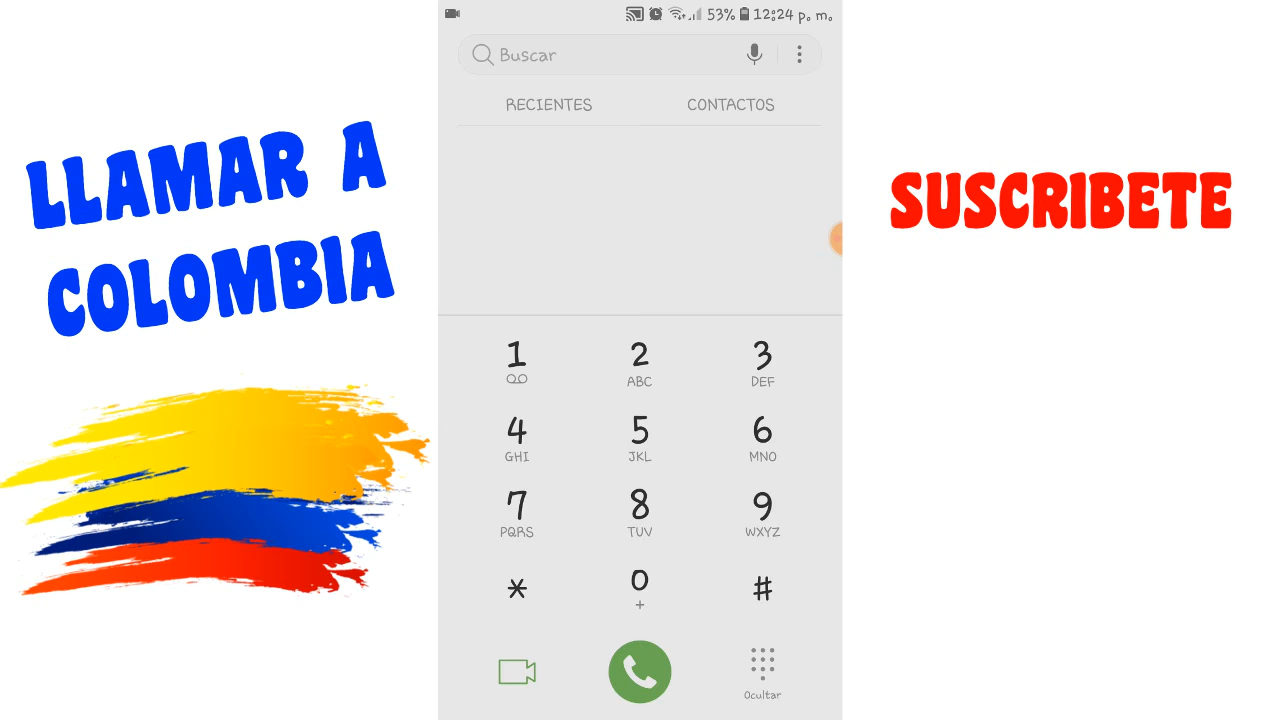 LLAMAR A
COLOMBIA
53% 12:24 p. m.
Buscar
RECIENTES CONTACTOS
SUSCRIBETE
1 2 3
ABC DEF
4 5 6
GHI JKL MNO
7 8 9
PQRS TUV WXYZ
* 0 #
+
Ocultar